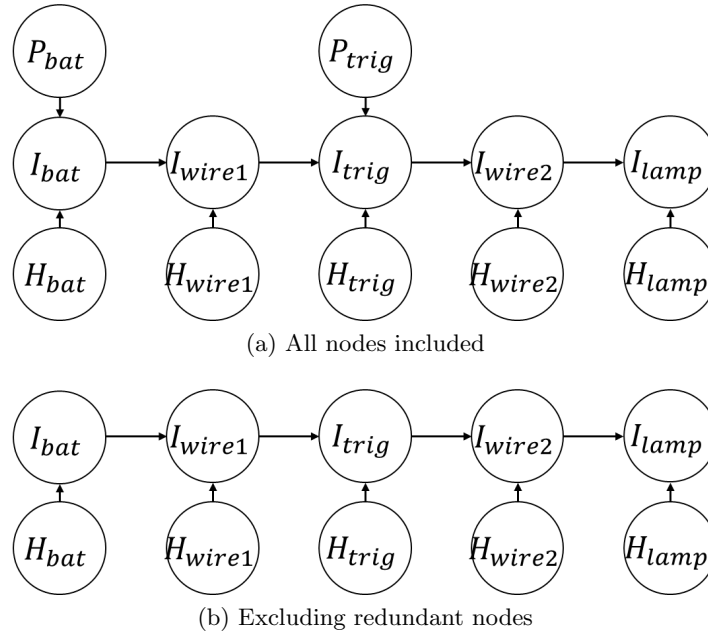 P_bat P_trig
I_bat I_wire1 I_trig I_wire2 I_lamp
H_bat H_wire1 H_trig H_wire2 H_lamp
(a) All nodes included
I_bat I_wire1 I_trig I_wire2 I_lamp
H_bat H_wire1 H_trig H_wire2 H_lamp
(b) Excluding redundant nodes